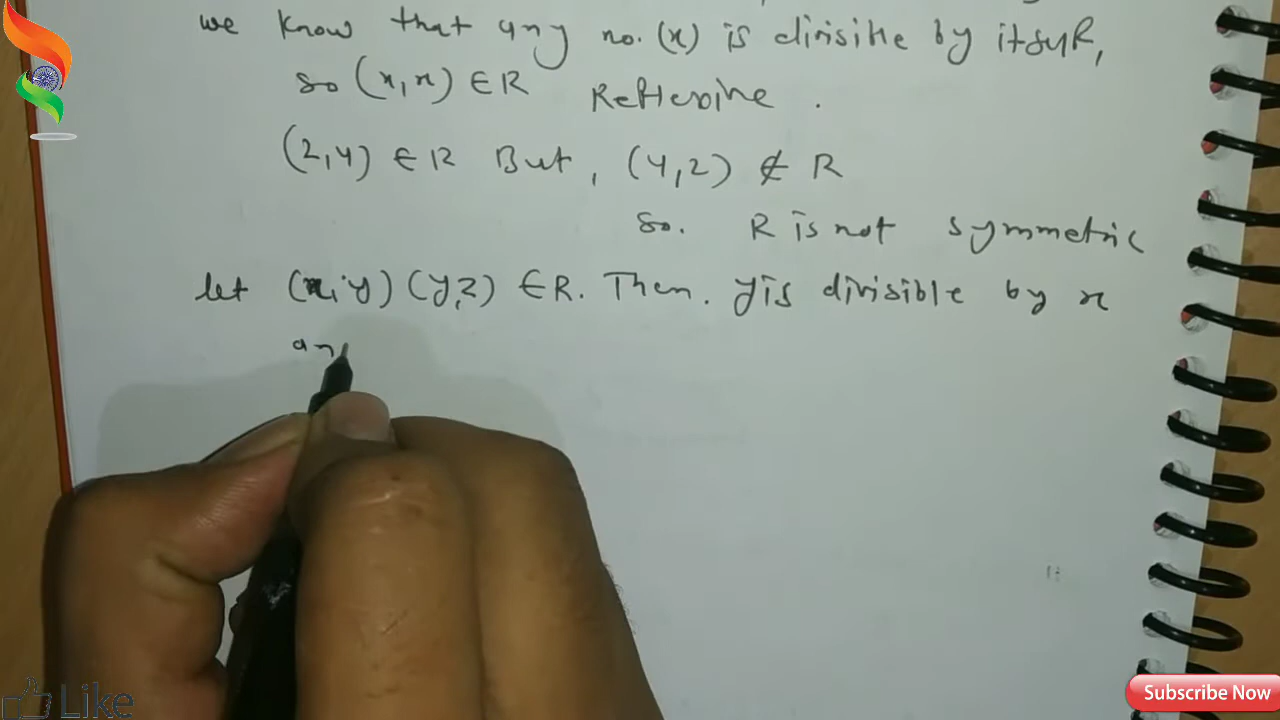 we know that any no. (x) is divisible by itself,
so (x,x) ∈ R Reflexive .
(2,4) ∈ R But, (4,2) ∉ R
So. R is not symmetric
let (x,y) (y,z) ∈ R. Then. y is divisible by x
an
Like
Subscribe Now